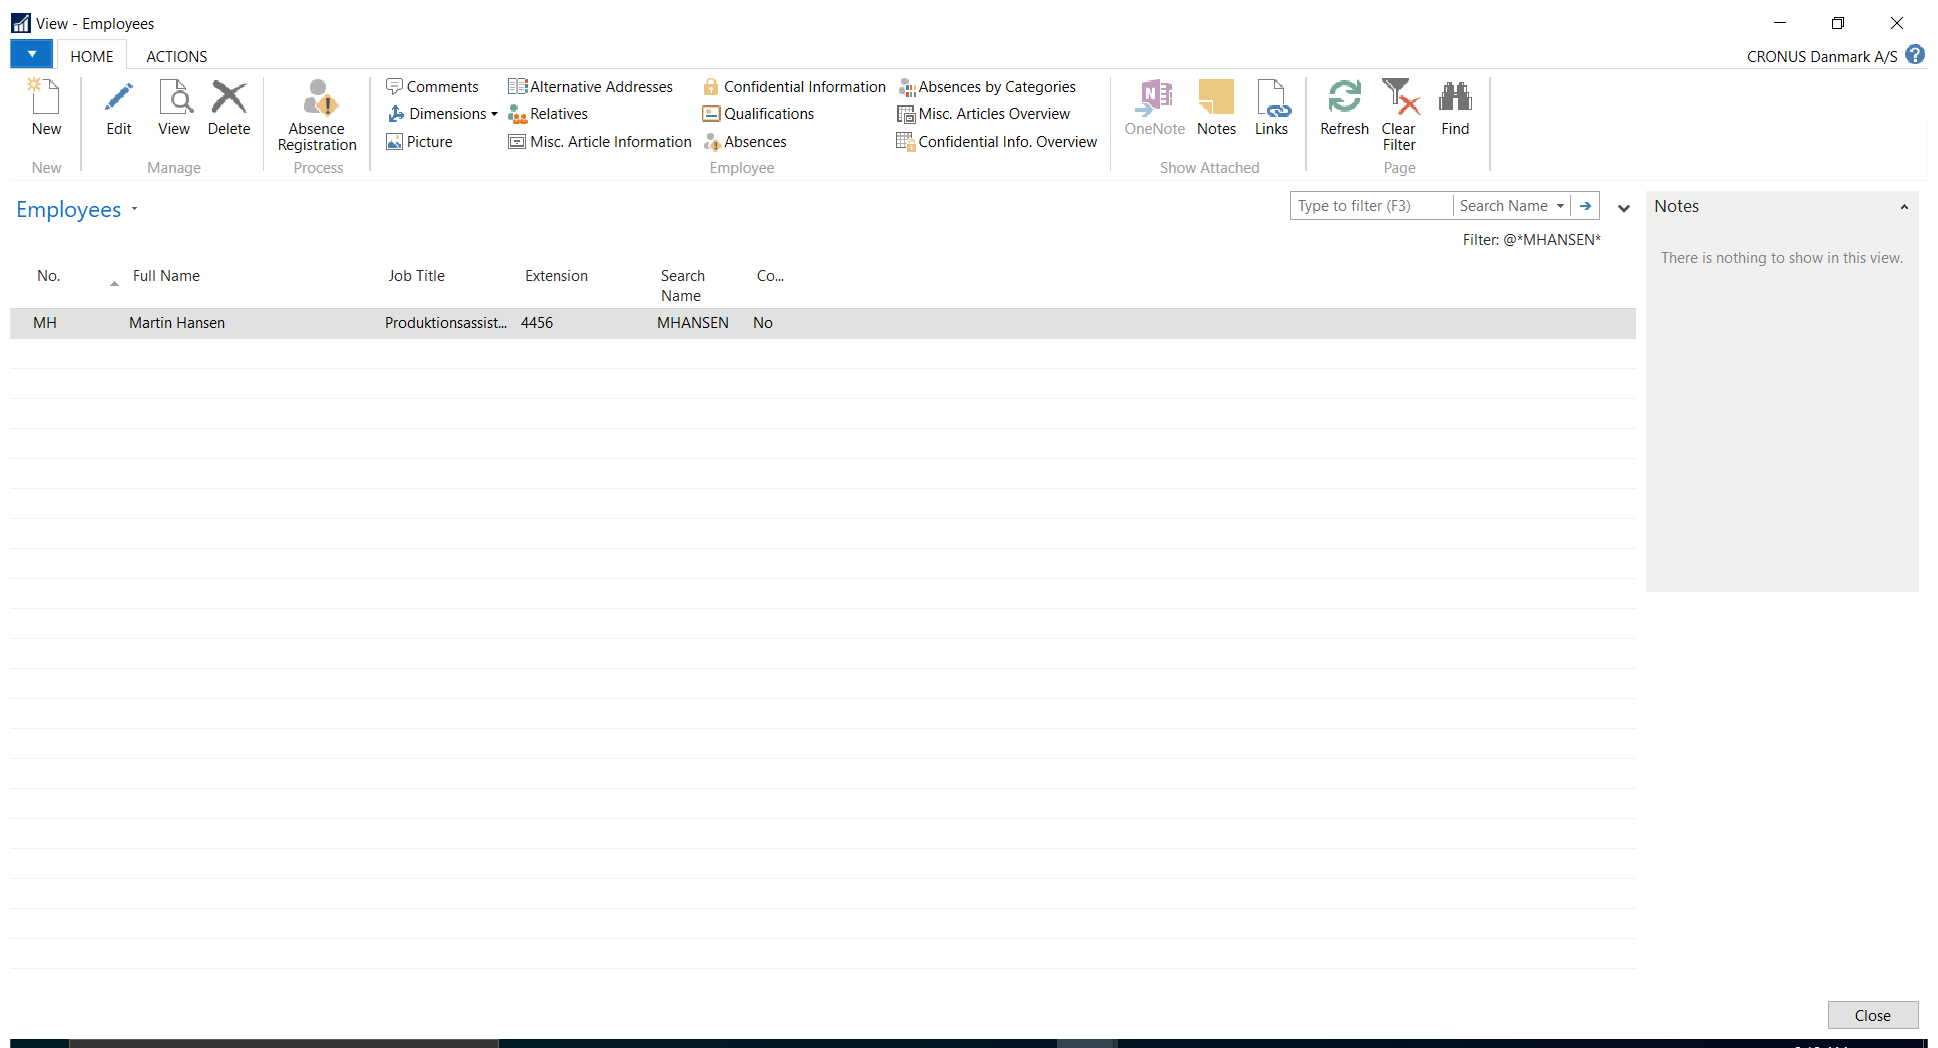 View - Employees
HOME ACTIONS CRONUS Danmark A/S
New
Edit
View
Delete
Absence Registration
Comments
Dimensions
Picture
Alternative Addresses
Relatives
Misc. Article Information
Confidential Information
Qualifications
Absences
Absences by Categories
Misc. Articles Overview
Confidential Info. Overview
OneNote
Notes
Links
Refresh
Clear Filter
Find
New Manage Process Employee Show Attached Page
Employees
Type to filter (F3) Search Name
Filter: @*MHANSEN*
No. Full Name Job Title Extension Search Name Co...
MH Martin Hansen Produktionsassist... 4456 MHANSEN No
Notes
There is nothing to show in this view.
Close